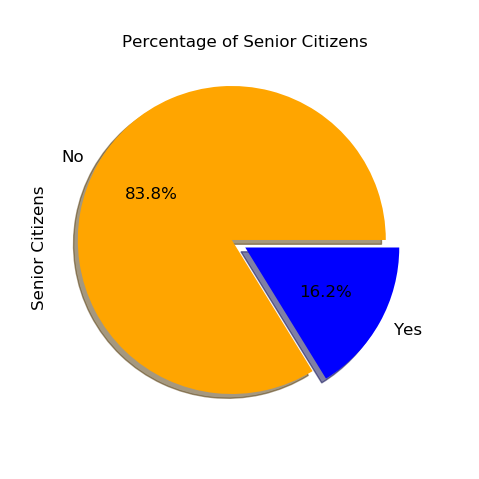 Percentage of Senior Citizens
No
83.8%
Senior Citizens
16.2%
Yes